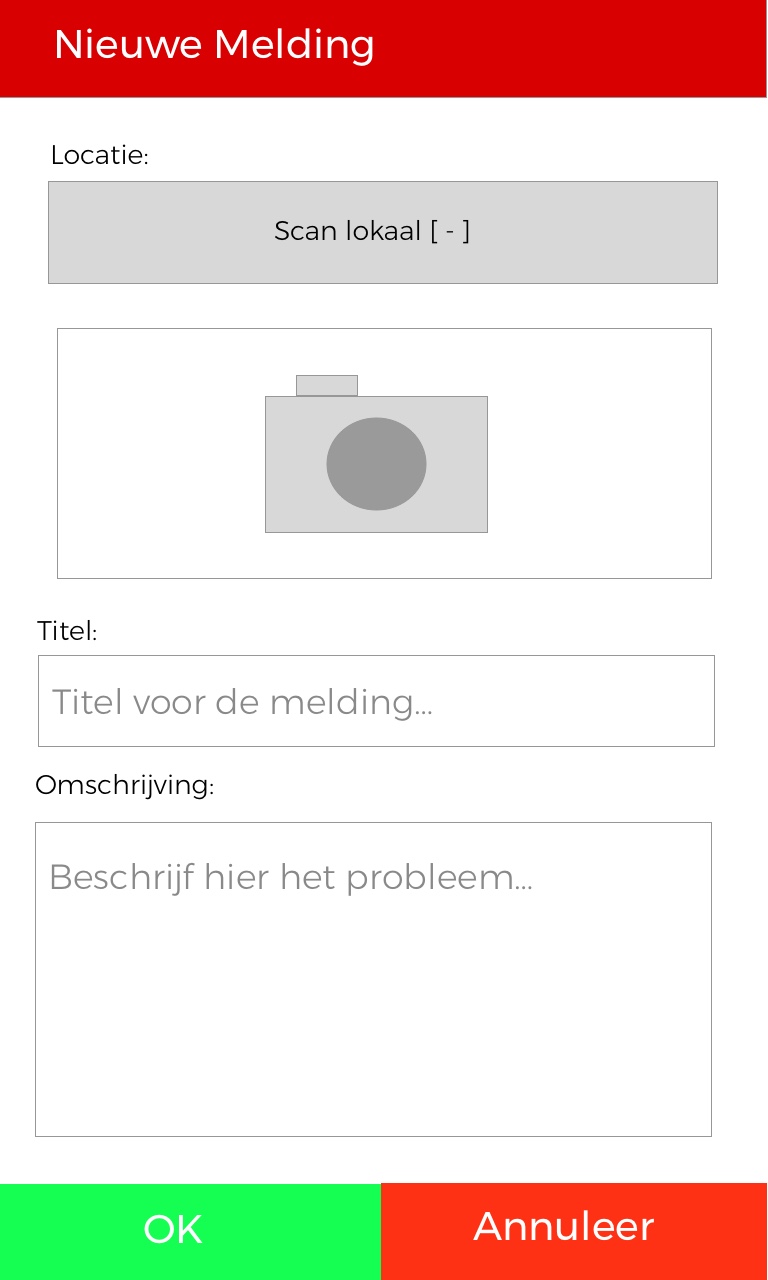 Nieuwe Melding
Locatie:
Scan lokaal [ - ]
Titel:
Titel voor de melding...
Omschrijving:
Beschrijf hier het probleem...
OK
Annuleer